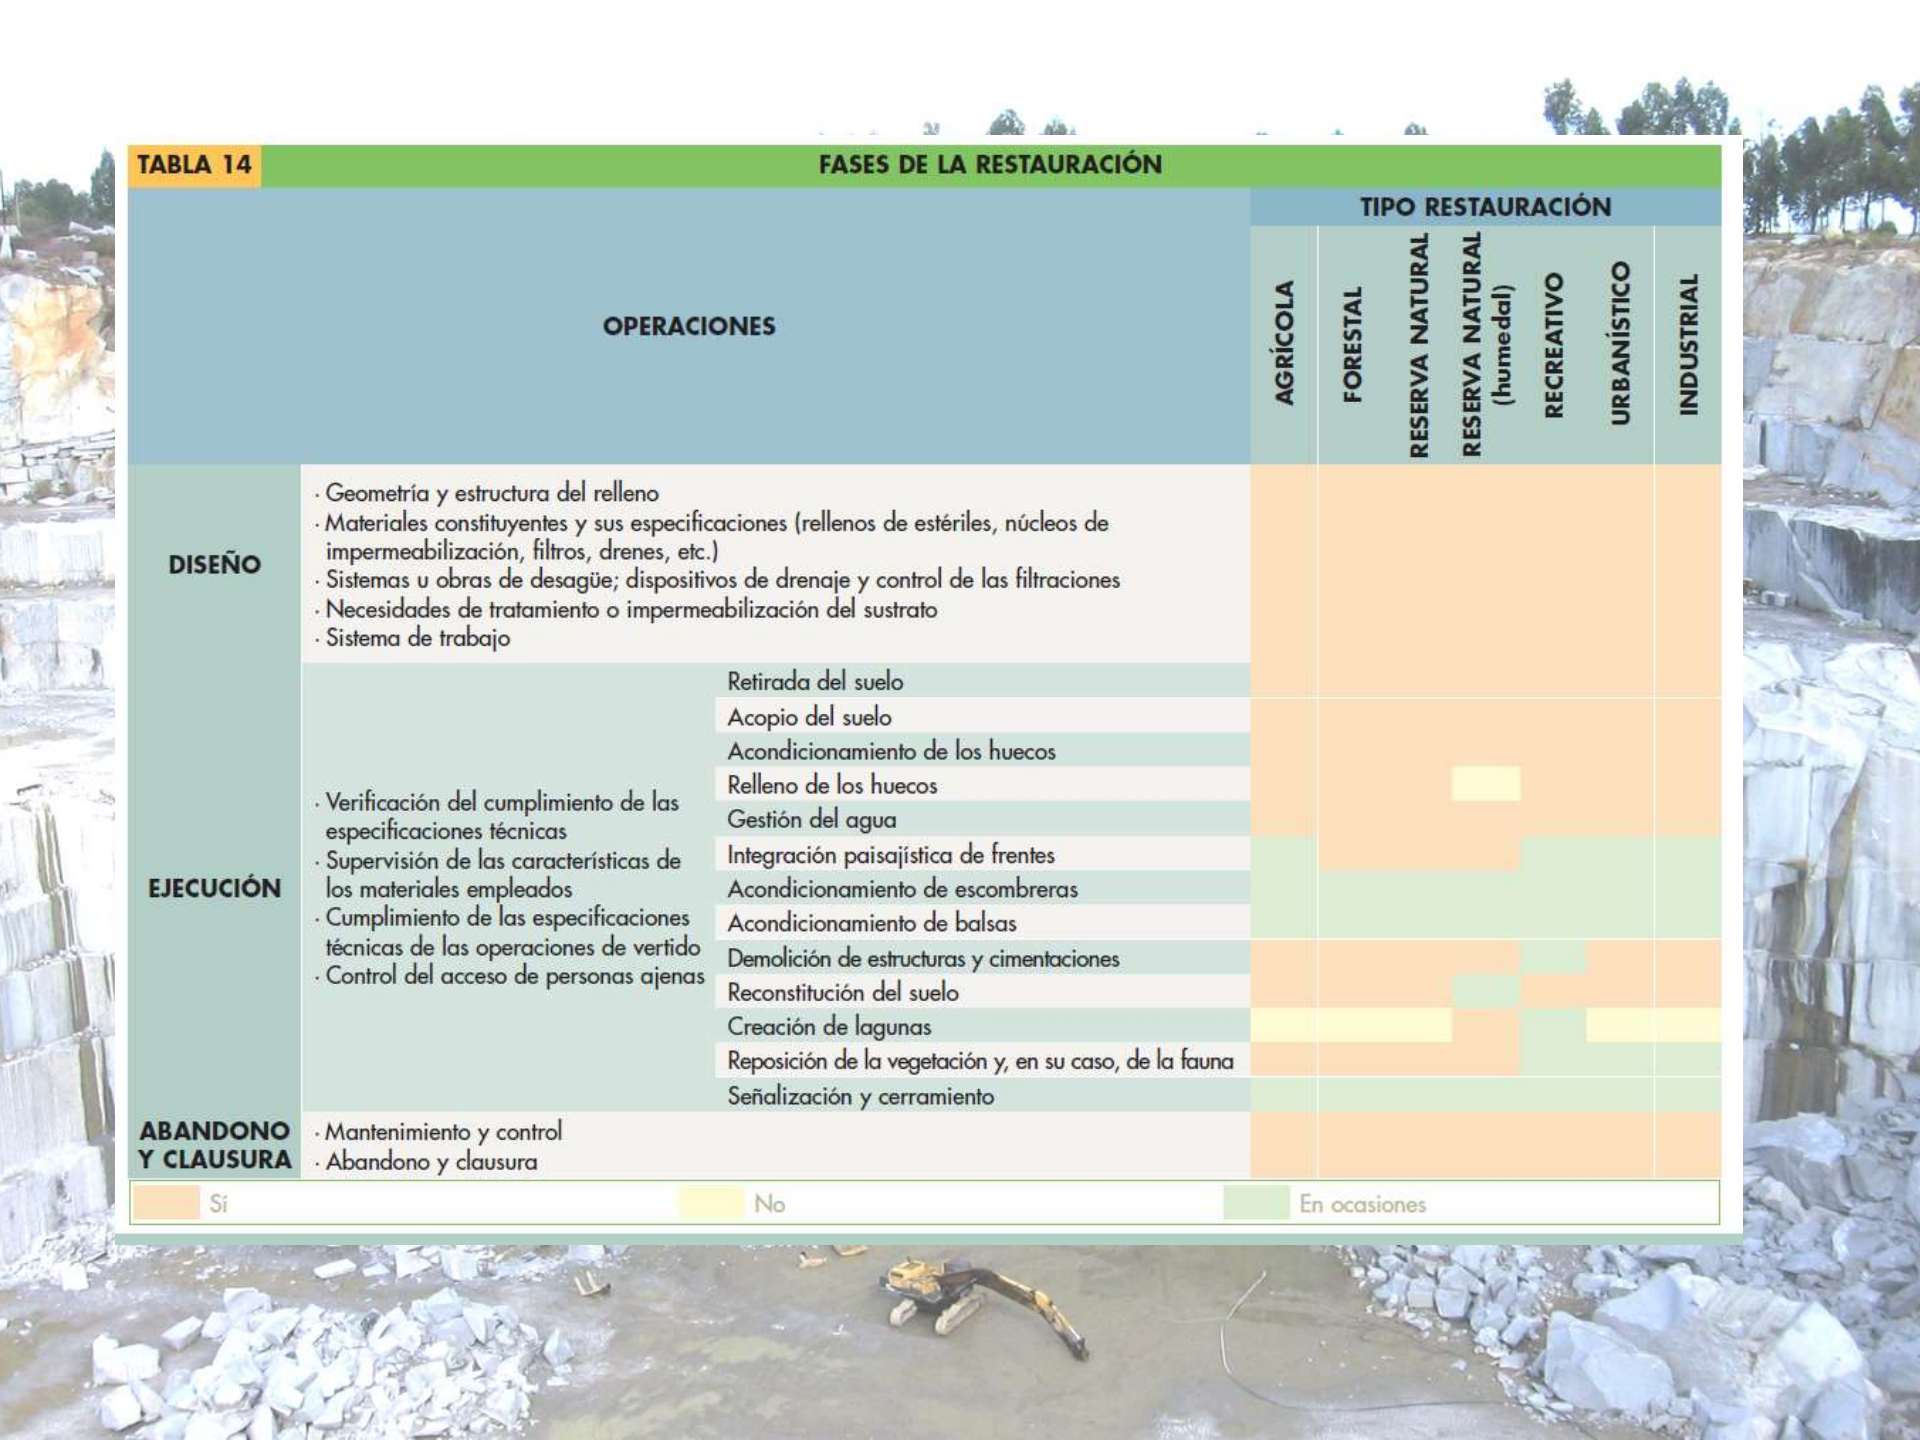 TABLA 14
FASES DE LA RESTAURACIÓN
OPERACIONES
TIPO RESTAURACIÓN
AGRÍCOLA
FORESTAL
RESERVA NATURAL
RESERVA NATURAL
(humedal)
RECREATIVO
URBANÍSTICO
INDUSTRIAL
DISEÑO
· Geometría y estructura del relleno
· Materiales constituyentes y sus especificaciones (rellenos de estériles, núcleos de
impermeabilización, filtros, drenes, etc.)
· Sistemas u obras de desagüe; dispositivos de drenaje y control de las filtraciones
· Necesidades de tratamiento o impermeabilización del sustrato
· Sistema de trabajo
EJECUCIÓN
· Verificación del cumplimiento de las
especificaciones técnicas
· Supervisión de las características de
los materiales empleados
· Cumplimiento de las especificaciones
técnicas de las operaciones de vertido
· Control del acceso de personas ajenas
Retirada del suelo
Acopio del suelo
Acondicionamiento de los huecos
Relleno de los huecos
Gestión del agua
Integración paisajística de frentes
Acondicionamiento de escombreras
Acondicionamiento de balsas
Demolición de estructuras y cimentaciones
Reconstitución del suelo
Creación de lagunas
Reposición de la vegetación y, en su caso, de la fauna
Señalización y cerramiento
ABANDONO
Y CLAUSURA
· Mantenimiento y control
· Abandono y clausura
Sí
No
En ocasiones